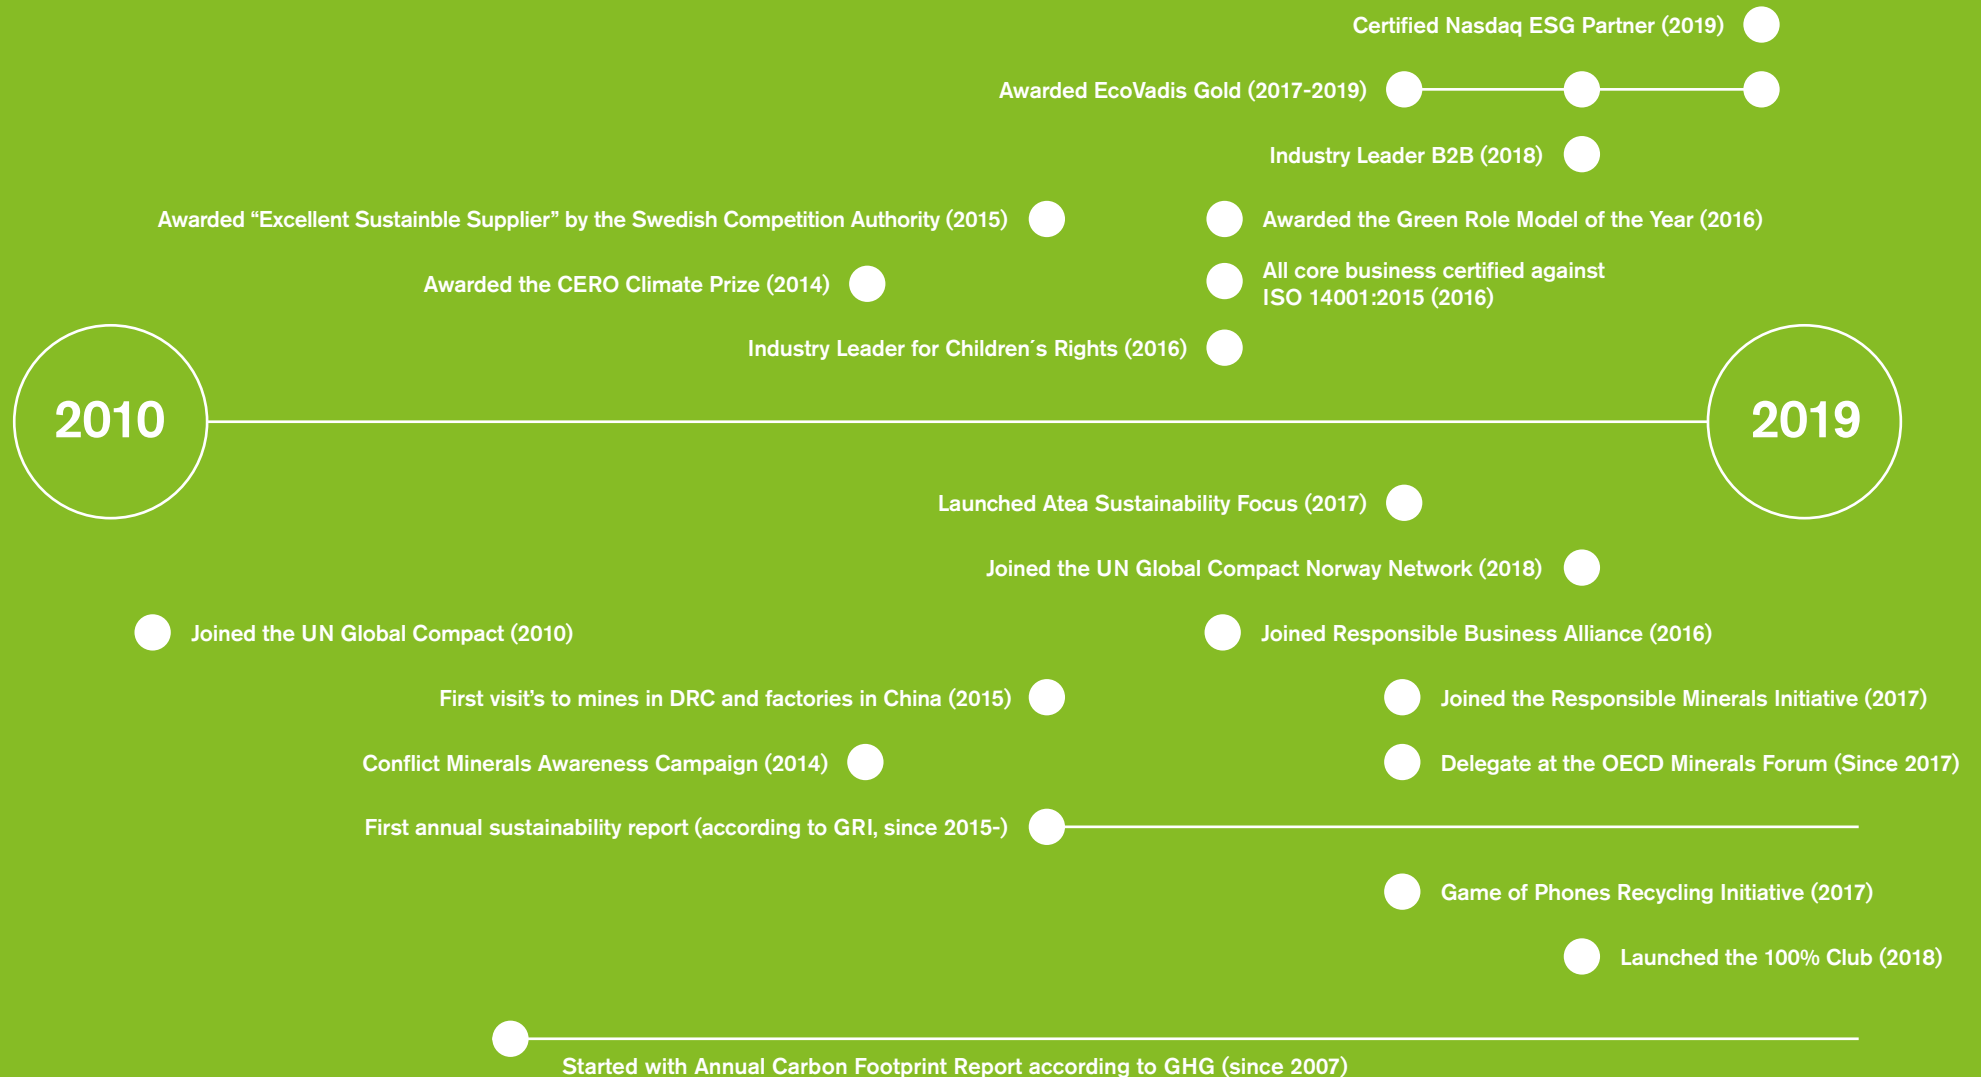 Certified Nasdaq ESG Partner (2019)
Awarded EcoVadis Gold (2017-2019)
Industry Leader B2B (2018)
Awarded “Excellent Sustainble Supplier” by the Swedish Competition Authority (2015)
Awarded the Green Role Model of the Year (2016)
Awarded the CERO Climate Prize (2014)
All core business certified against
ISO 14001:2015 (2016)
Industry Leader for Children´s Rights (2016)
2010
2019
Launched Atea Sustainability Focus (2017)
Joined the UN Global Compact Norway Network (2018)
Joined the UN Global Compact (2010)
Joined Responsible Business Alliance (2016)
First visit’s to mines in DRC and factories in China (2015)
Joined the Responsible Minerals Initiative (2017)
Conflict Minerals Awareness Campaign (2014)
Delegate at the OECD Minerals Forum (Since 2017)
First annual sustainability report (according to GRI, since 2015-)
Game of Phones Recycling Initiative (2017)
Launched the 100% Club (2018)
Started with Annual Carbon Footprint Report according to GHG (since 2007)